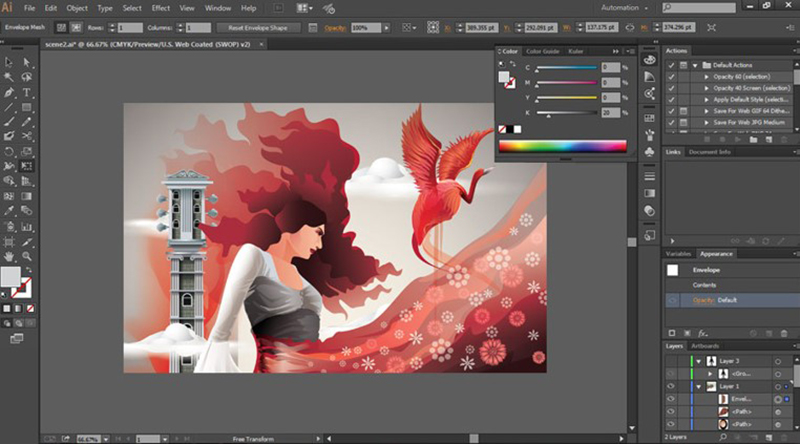 Ai File Edit Object Type Select Effect View Window Help Br Automation
Envelope Mesh Rows: 1 Columns: 1 Reset Envelope Shape Opacity: 100% X: 389.355 pt Y: 292.091 pt W: 137.175 pt H: 374.296 pt
scene2.ai* @ 66.67% (CMYK/Preview/U.S. Web Coated (SWOP) v2) ×
Color Color Guide Kuler
C 0 %
M 0 %
Y 0 %
K 20 %
Actions
Default Actions
Opacity 60 (selection)
Opacity 40 Screen (selection)
Apply Default Style (selecti...
Save For Web GIF 64 Dithe...
Save For Web JPG Medium
Links Document Info
Variables Appearance
Envelope
Contents
Opacity: Default
fx
Layers Artboards
Layer 3
<Gro...
Layer 1
Envel...
<Path>
<Path>
2 Layers
66.67% 1 Free Transform